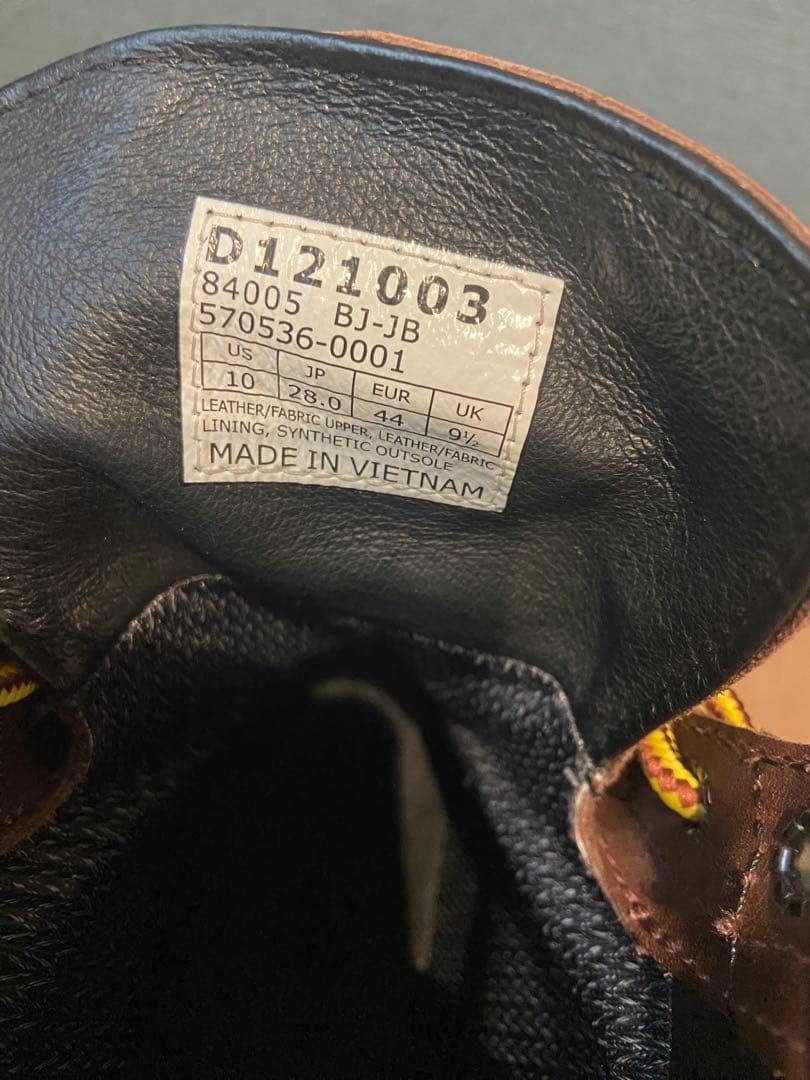 D 121003
84005 BJ-JB
570536-0001
US JP EUR UK
10 28.0 44 9½
LEATHER/FABRIC UPPER, LEATHER/FABRIC
LINING, SYNTHETIC OUTSOLE
MADE IN VIETNAM